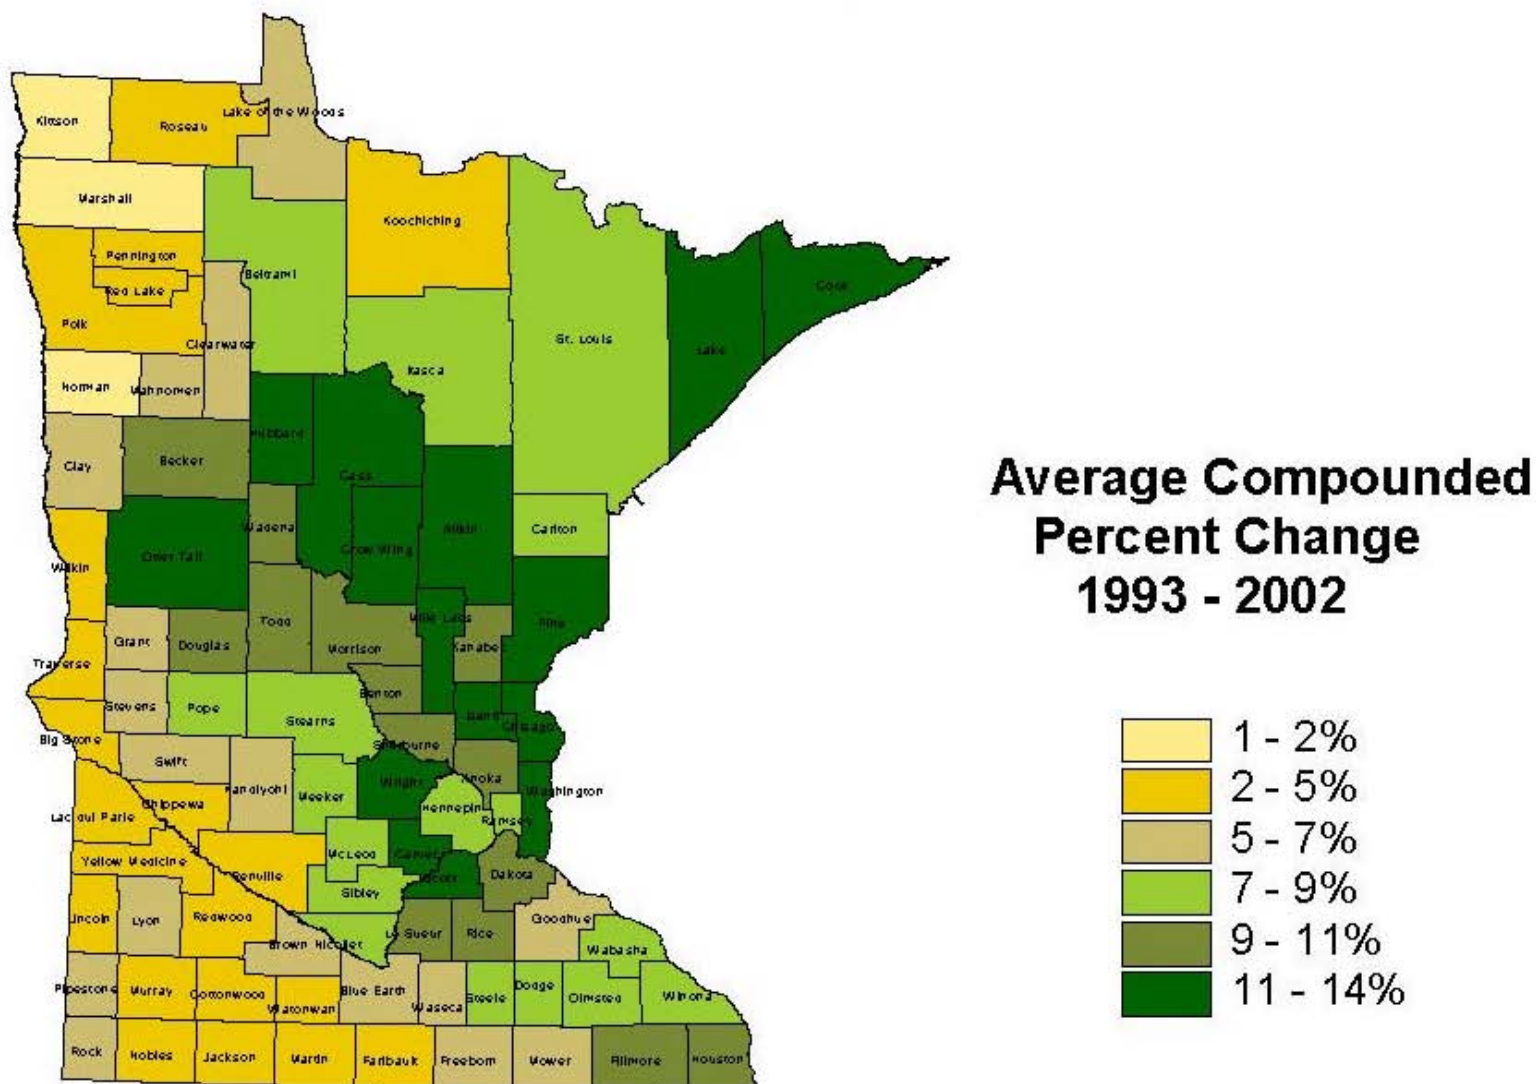 Kittson
Roseau
Lake of the Woods
Marshall
Koochiching
Pennington
Beltrami
Red Lake
Polk
Clearwater
St. Louis
Cook
Lake
Itasca
Norman
Mahnomen
Hubbard
Clay
Becker
Cass
Wadena
Aitkin
Carlton
Otter Tail
Crow Wing
Wilkin
Todd
Mille Lacs
Pine
Grant
Douglas
Morrison
Kanabec
Traverse
Benton
Stevens
Pope
Stearns
Isanti
Chisago
Big Stone
Sherburne
Swift
Anoka
Wright
Washington
Kandiyohi
Meeker
Chippewa
Hennepin
Lac qui Parle
Ramsey
McLeod
Carver
Yellow Medicine
Renville
Scott
Dakota
Sibley
Lincoln
Lyon
Redwood
Goodhue
Brown
Nicollet
Le Sueur
Rice
Wabasha
Pipestone
Murray
Cottonwood
Watonwan
Blue Earth
Waseca
Steele
Dodge
Olmsted
Winona
Rock
Nobles
Jackson
Martin
Faribault
Freeborn
Mower
Fillmore
Houston
Average Compounded
Percent Change
1993 - 2002
1 - 2%
2 - 5%
5 - 7%
7 - 9%
9 - 11%
11 - 14%